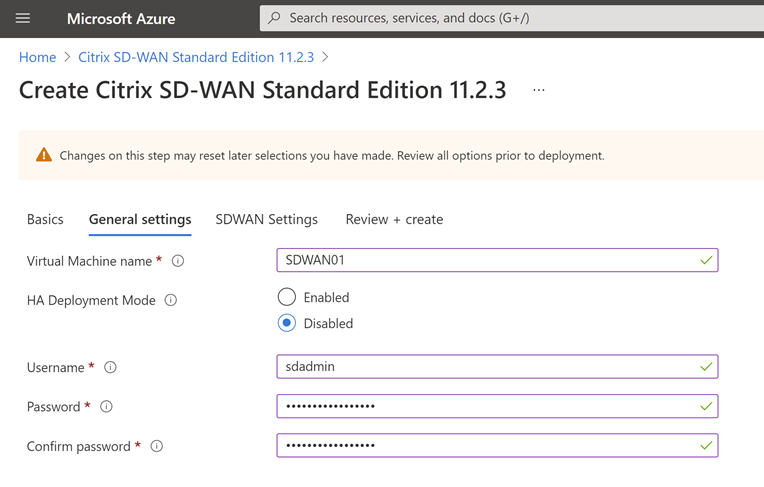 Microsoft Azure
Search resources, services, and docs (G+/)
Home > Citrix SD-WAN Standard Edition 11.2.3 >
Create Citrix SD-WAN Standard Edition 11.2.3 ...
Changes on this step may reset later selections you have made. Review all options prior to deployment.
Basics General settings SDWAN Settings Review + create
Virtual Machine name * SDWAN01
HA Deployment Mode Enabled
Disabled
Username * sdadmin
Password * •••••••••••••••••
Confirm password * •••••••••••••••••